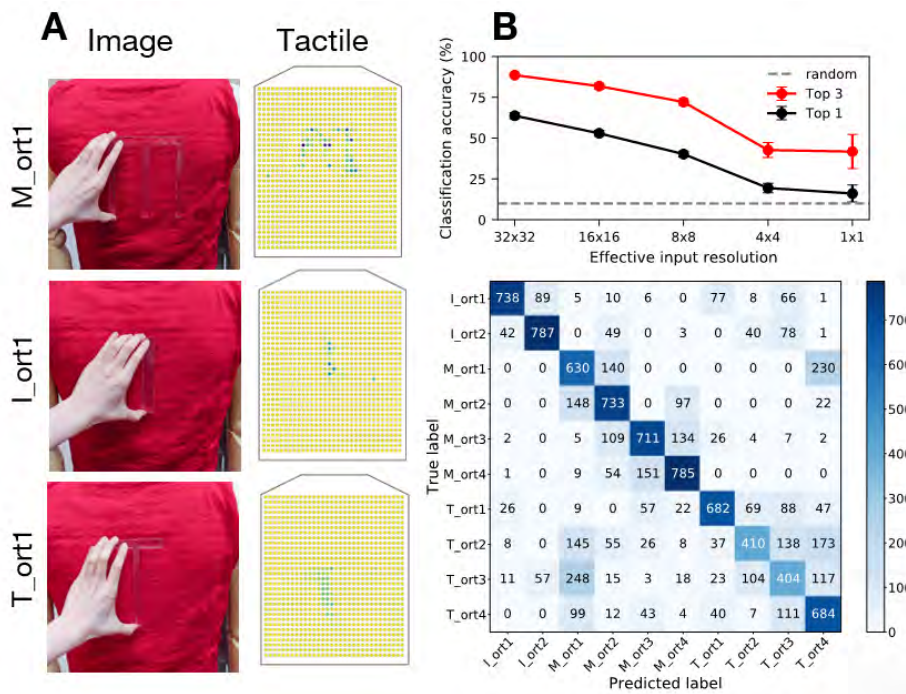 A
Image
Tactile
M_ort1
I_ort1
T_ort1
B
Classification accuracy (%)
100
75
50
25
0
random
Top 3
Top 1
32x32 16x16 8x8 4x4 1x1
Effective input resolution
True label
I_ort1 738 89 5 10 6 0 77 8 66 1
I_ort2 42 787 0 49 0 3 0 40 78 1
M_ort1 0 0 630 140 0 0 0 0 0 230
M_ort2 0 0 148 733 0 97 0 0 0 22
M_ort3 2 0 5 109 711 134 26 4 7 2
M_ort4 1 0 9 54 151 785 0 0 0 0
T_ort1 26 0 9 0 57 22 682 69 88 47
T_ort2 8 0 145 55 26 8 37 410 138 173
T_ort3 11 57 248 15 3 18 23 104 404 117
T_ort4 0 0 99 12 43 4 40 7 111 684
I_ort1 I_ort2 M_ort1 M_ort2 M_ort3 M_ort4 T_ort1 T_ort2 T_ort3 T_ort4
Predicted label
700
600
500
400
300
200
100
0